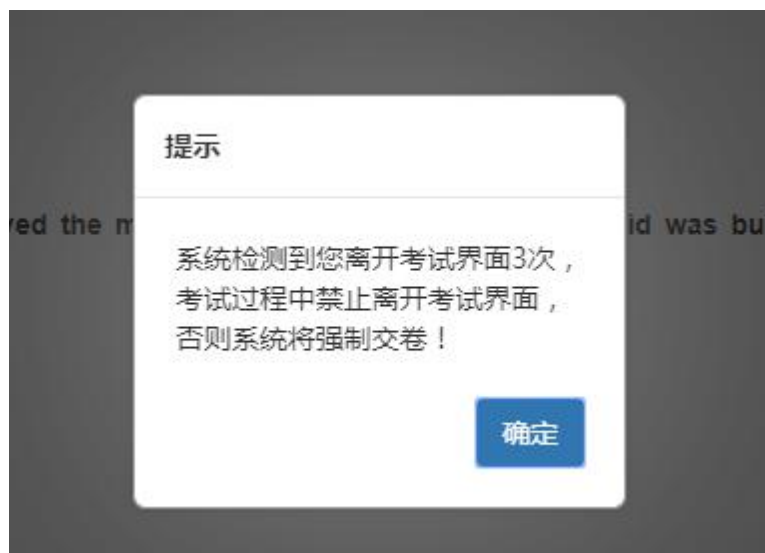 提示
ved the m
id was bu
系统检测到您离开考试界面3次，
考试过程中禁止离开考试界面，
否则系统将强制交卷！
确定